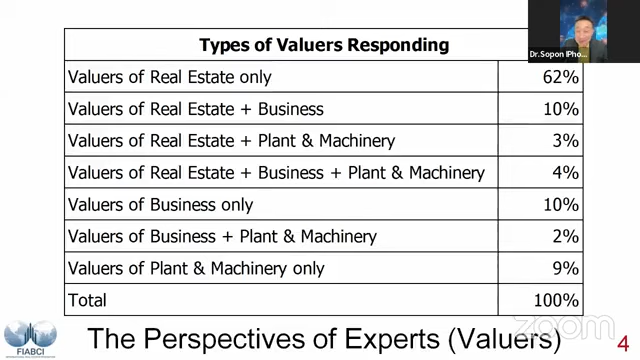 Types of Valuers Responding
Dr.Sopon IPho...
Valuers of Real Estate only 62%
Valuers of Real Estate + Business 10%
Valuers of Real Estate + Plant & Machinery 3%
Valuers of Real Estate + Business + Plant & Machinery 4%
Valuers of Business only 10%
Valuers of Business + Plant & Machinery 2%
Valuers of Plant & Machinery only 9%
Total 100%
zoom
FIABCI
The Perspectives of Experts (Valuers)
4